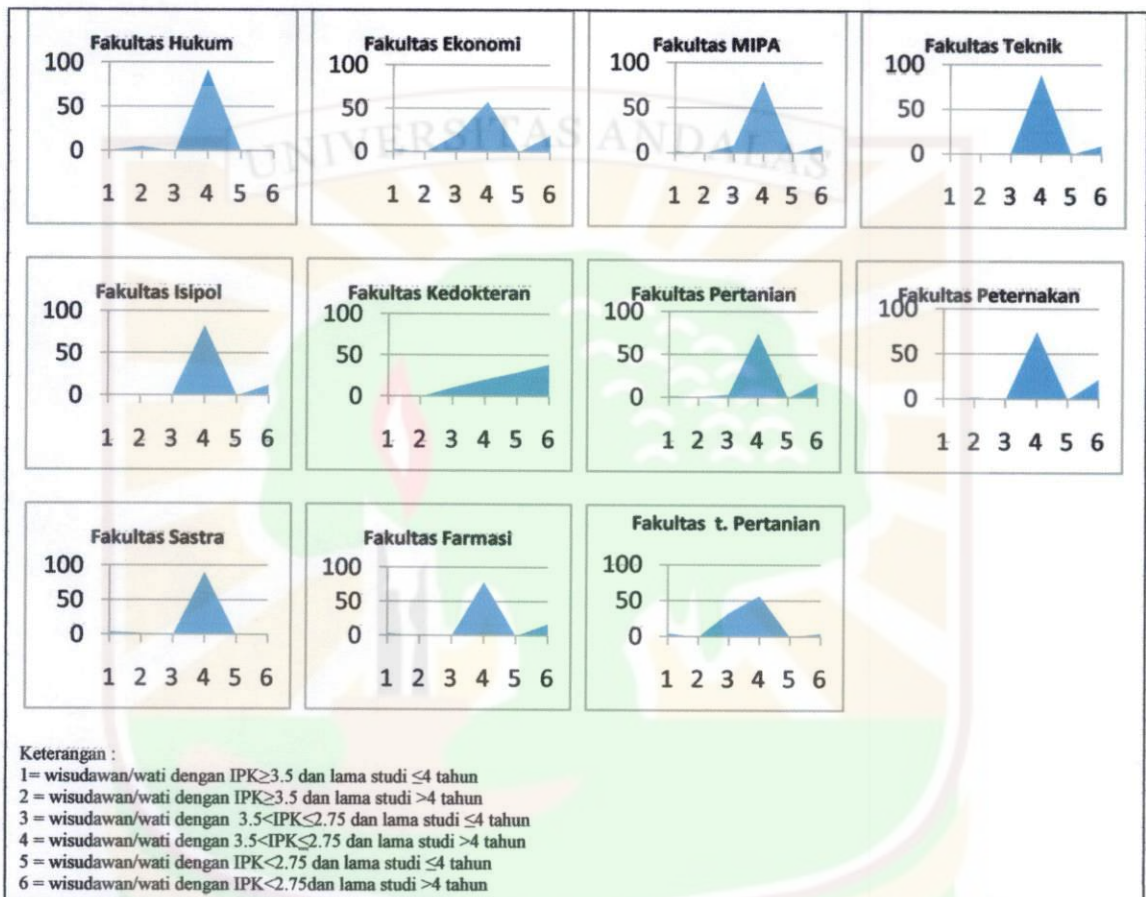 Fakultas Hukum
100
50
0
1 2 3 4 5 6
Fakultas Ekonomi
100
50
0
1 2 3 4 5 6
Fakultas MIPA
100
50
0
1 2 3 4 5 6
Fakultas Teknik
100
50
0
1 2 3 4 5 6
UNIVERSITAS ANDALAS
Fakultas Isipol
100
50
0
1 2 3 4 5 6
Fakultas Kedokteran
100
50
0
1 2 3 4 5 6
Fakultas Pertanian
100
50
0
1 2 3 4 5 6
Fakultas Peternakan
100
50
0
1 2 3 4 5 6
Fakultas Sastra
100
50
0
1 2 3 4 5 6
Fakultas Farmasi
100
50
0
1 2 3 4 5 6
Fakultas t. Pertanian
100
50
0
1 2 3 4 5 6
Keterangan :
1= wisudawan/wati dengan IPK≥3.5 dan lama studi ≤4 tahun
2 = wisudawan/wati dengan IPK≥3.5 dan lama studi >4 tahun
3 = wisudawan/wati dengan 3.5<IPK≤2.75 dan lama studi ≤4 tahun
4 = wisudawan/wati dengan 3.5<IPK≤2.75 dan lama studi >4 tahun
5 = wisudawan/wati dengan IPK<2.75 dan lama studi ≤4 tahun
6 = wisudawan/wati dengan IPK<2.75dan lama studi >4 tahun